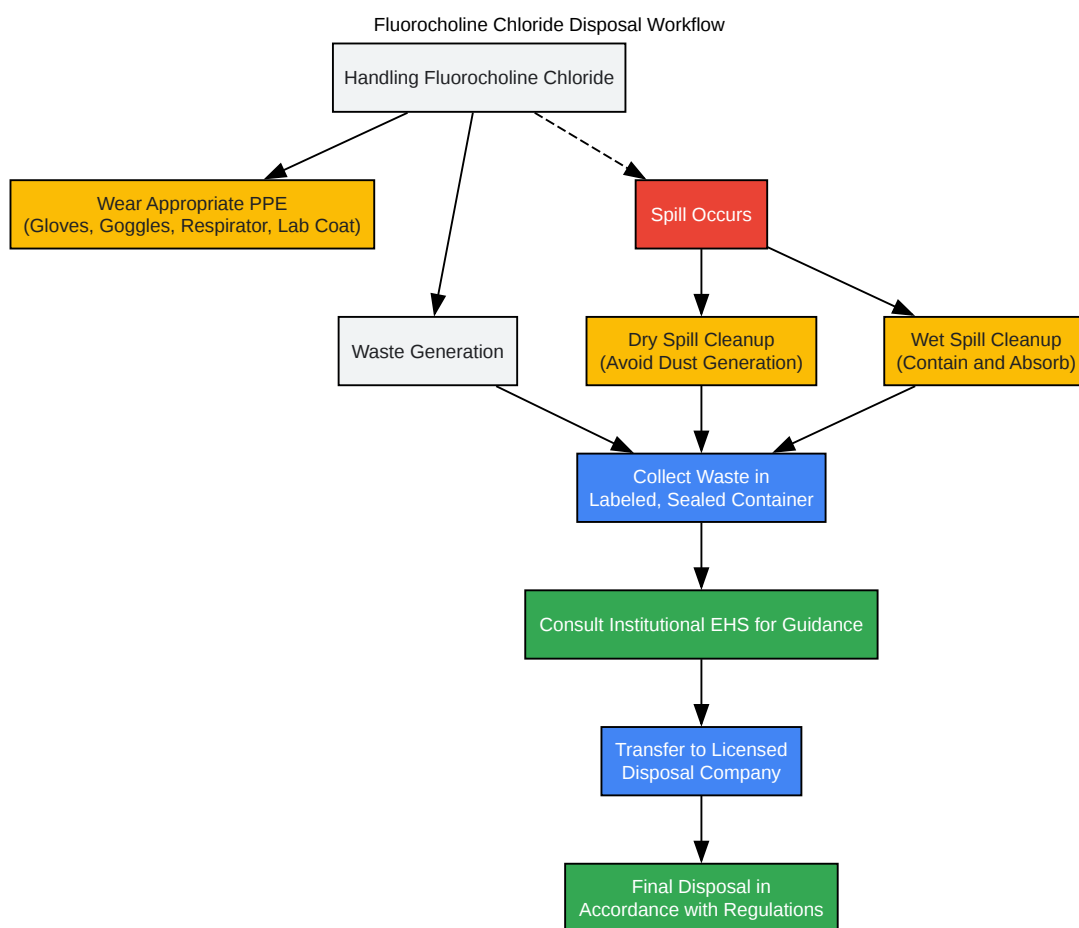 Fluorocholine Chloride Disposal Workflow
Handling Fluorocholine Chloride
Wear Appropriate PPE
(Gloves, Goggles, Respirator, Lab Coat)
Spill Occurs
Waste Generation
Dry Spill Cleanup
(Avoid Dust Generation)
Wet Spill Cleanup
(Contain and Absorb)
Collect Waste in
Labeled, Sealed Container
Consult Institutional EHS for Guidance
Transfer to Licensed
Disposal Company
Final Disposal in
Accordance with Regulations